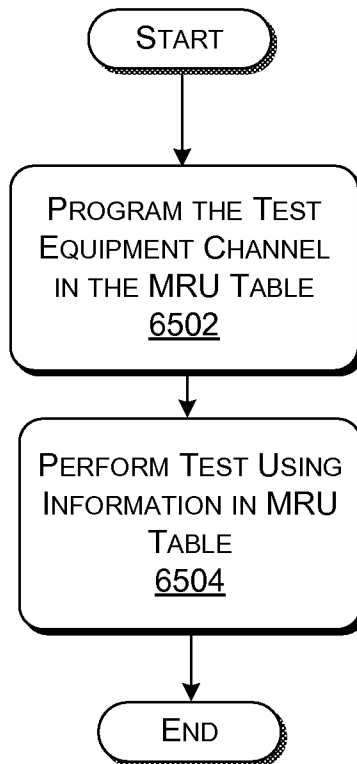 START
PROGRAM THE TEST
EQUIPMENT CHANNEL
IN THE MRU TABLE
6502
PERFORM TEST USING
INFORMATION IN MRU
TABLE
6504
END